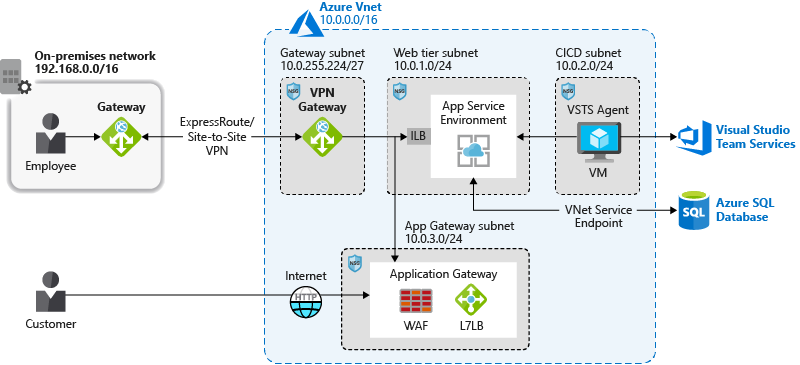 Azure Vnet
10.0.0.0/16
On-premises network
192.168.0.0/16
Gateway subnet
10.0.255.224/27
Web tier subnet
10.0.1.0/24
CICD subnet
10.0.2.0/24
Gateway
Employee
ExpressRoute/
Site-to-Site
VPN
NSG
VPN
Gateway
NSG
ILB
App Service
Environment
NSG
VSTS Agent
VM
Visual Studio
Team Services
VNet Service
Endpoint
SQL
Azure SQL
Database
App Gateway subnet
10.0.3.0/24
NSG
Application Gateway
WAF
L7LB
Internet
HTTP
Customer